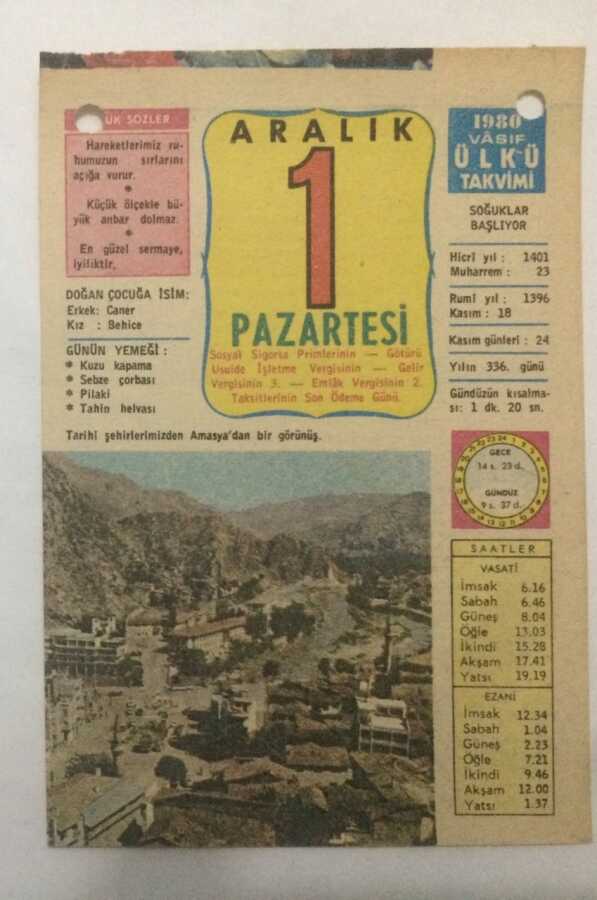 ÜK SÖZLER
Hareketlerimiz ru-
humuzun sırlarını
açığa vurur.
*
Küçük ölçekle bü-
yük anbar dolmaz.
*
En güzel sermaye,
iyiliktir.
DOĞAN ÇOCUĞA İSİM:
Erkek: Caner
Kız : Behice
GÜNÜN YEMEĞİ :
* Kuzu kapama
* Sebze çorbası
* Pilaki
* Tahin helvası
ARALIK
1
PAZARTESİ
Sosyal Sigorta Primlerinin — Götürü
Usulde İşletme Vergisinin — Gelir
Vergisinin 3. — Emlâk Vergisinin 2.
Taksitlerinin Son Ödeme Günü.
1980
VÂSIF
ÜLKÜ
TAKVİMİ
SOĞUKLAR
BAŞLIYOR
Hicrî yıl : 1401
Muharrem : 23
Rumî yıl : 1396
Kasım : 18
Kasım günleri : 24
Yılın 336. günü
Gündüzün kısalma-
sı: 1 dk. 20 sn.
Tarihî şehirlerimizden Amasya'dan bir görünüş.
GECE
14 s. 23 d.
GÜNDÜZ
9 s. 37 d.
SAATLER
VASATİ
İmsak 6.16
Sabah 6.46
Güneş 8.04
Öğle 13.03
İkindi 15.28
Akşam 17.41
Yatsı 19.19
EZANİ
İmsak 12.34
Sabah 1.04
Güneş 2.23
Öğle 7.21
İkindi 9.46
Akşam 12.00
Yatsı 1.37